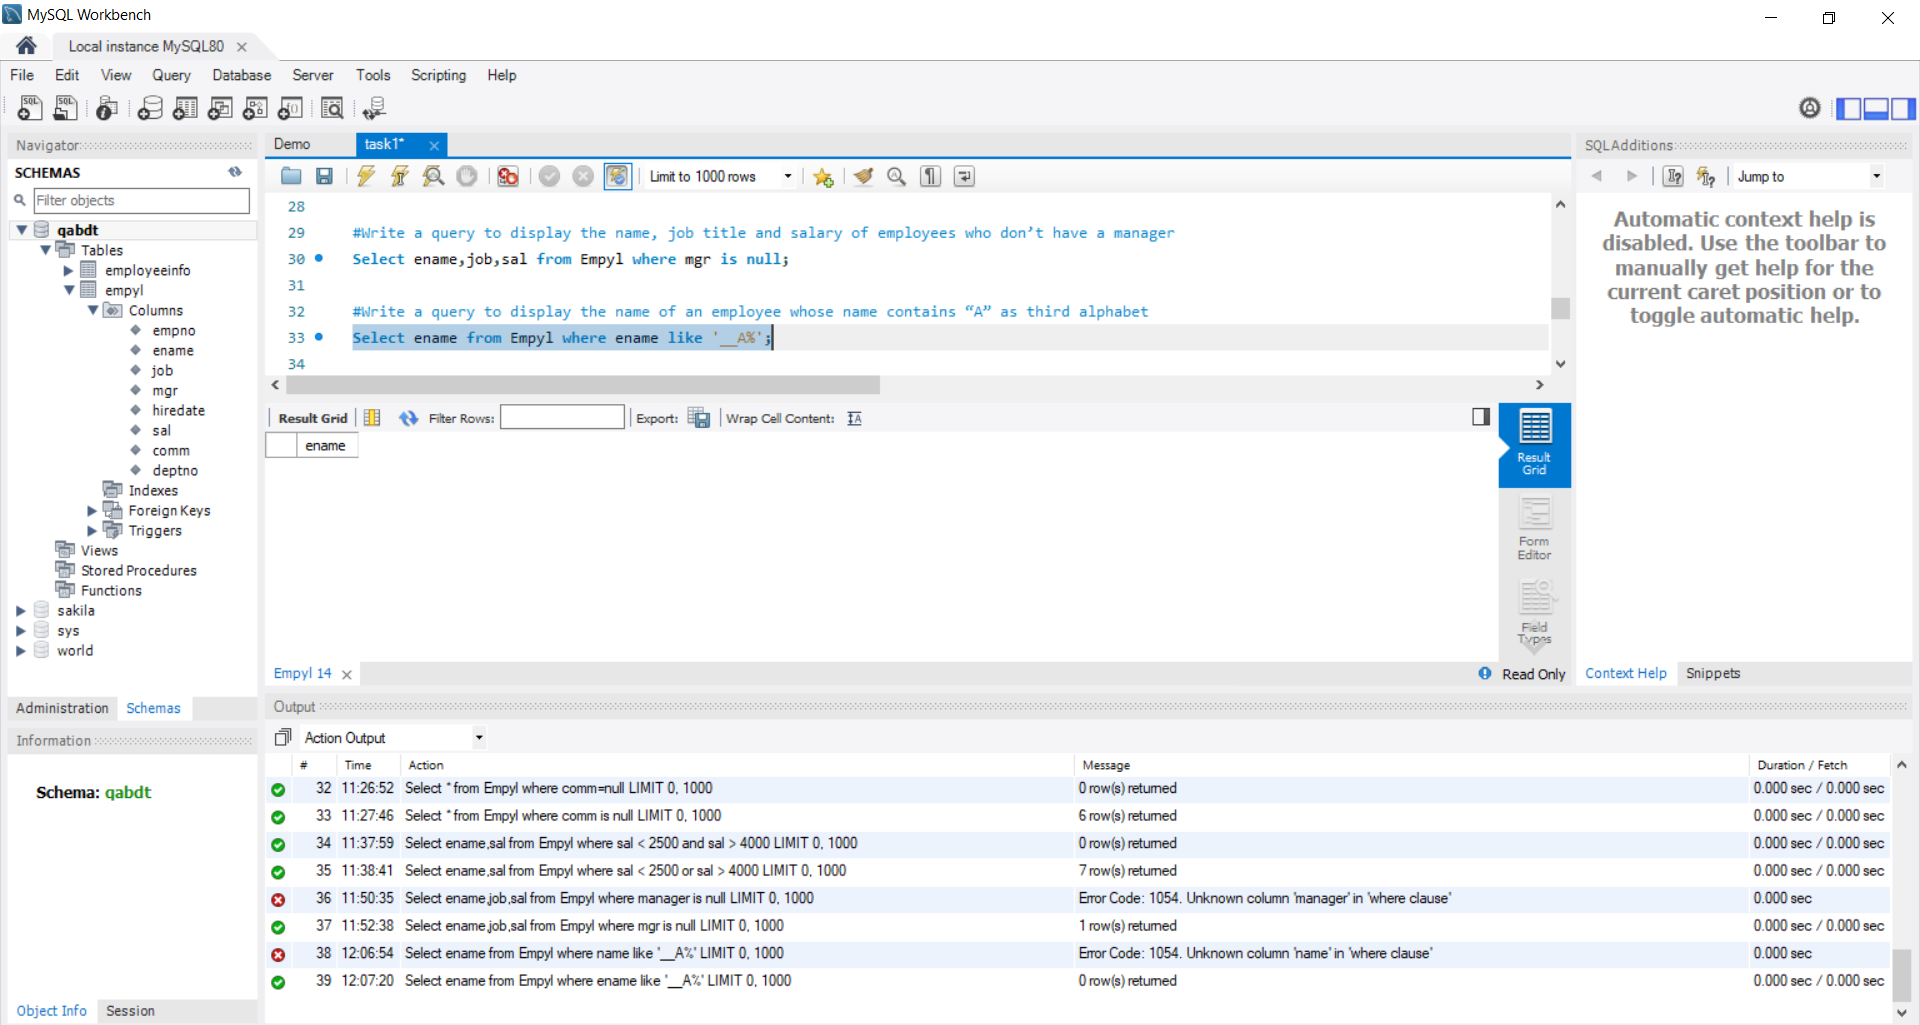 MySQL Workbench
Local instance MySQL80
File Edit View Query Database Server Tools Scripting Help
Navigator
SCHEMAS
Filter objects
qabdt
Tables
employeeinfo
empyl
Columns
empno
ename
job
mgr
hiredate
sal
comm
deptno
Indexes
Foreign Keys
Triggers
Views
Stored Procedures
Functions
sakila
sys
world
Administration Schemas
Information
Schema: qabdt
Object Info Session
Demo task1*
Limit to 1000 rows
28
29 #Write a query to display the name, job title and salary of employees who don’t have a manager
30 Select ename,job,sal from Empyl where mgr is null;
31
32 #Write a query to display the name of an employee whose name contains “A” as third alphabet
33 Select ename from Empyl where ename like '__A%';
34
Result Grid Filter Rows: Export: Wrap Cell Content:
ename
Result Grid
Form Editor
Field Types
Empyl 14 Read Only
SQLAdditions
Jump to
Automatic context help is
disabled. Use the toolbar to
manually get help for the
current caret position or to
toggle automatic help.
Context Help Snippets
Output
Action Output
# Time Action Message Duration / Fetch
32 11:26:52 Select * from Empyl where comm=null LIMIT 0, 1000 0 row(s) returned 0.000 sec / 0.000 sec
33 11:27:46 Select * from Empyl where comm is null LIMIT 0, 1000 6 row(s) returned 0.000 sec / 0.000 sec
34 11:37:59 Select ename,sal from Empyl where sal < 2500 and sal > 4000 LIMIT 0, 1000 0 row(s) returned 0.000 sec / 0.000 sec
35 11:38:41 Select ename,sal from Empyl where sal < 2500 or sal > 4000 LIMIT 0, 1000 7 row(s) returned 0.000 sec / 0.000 sec
36 11:50:35 Select ename,job,sal from Empyl where manager is null LIMIT 0, 1000 Error Code: 1054. Unknown column 'manager' in 'where clause' 0.000 sec
37 11:52:38 Select ename,job,sal from Empyl where mgr is null LIMIT 0, 1000 1 row(s) returned 0.000 sec / 0.000 sec
38 12:06:54 Select ename from Empyl where name like '__A%' LIMIT 0, 1000 Error Code: 1054. Unknown column 'name' in 'where clause' 0.000 sec
39 12:07:20 Select ename from Empyl where ename like '__A%' LIMIT 0, 1000 0 row(s) returned 0.000 sec / 0.000 sec